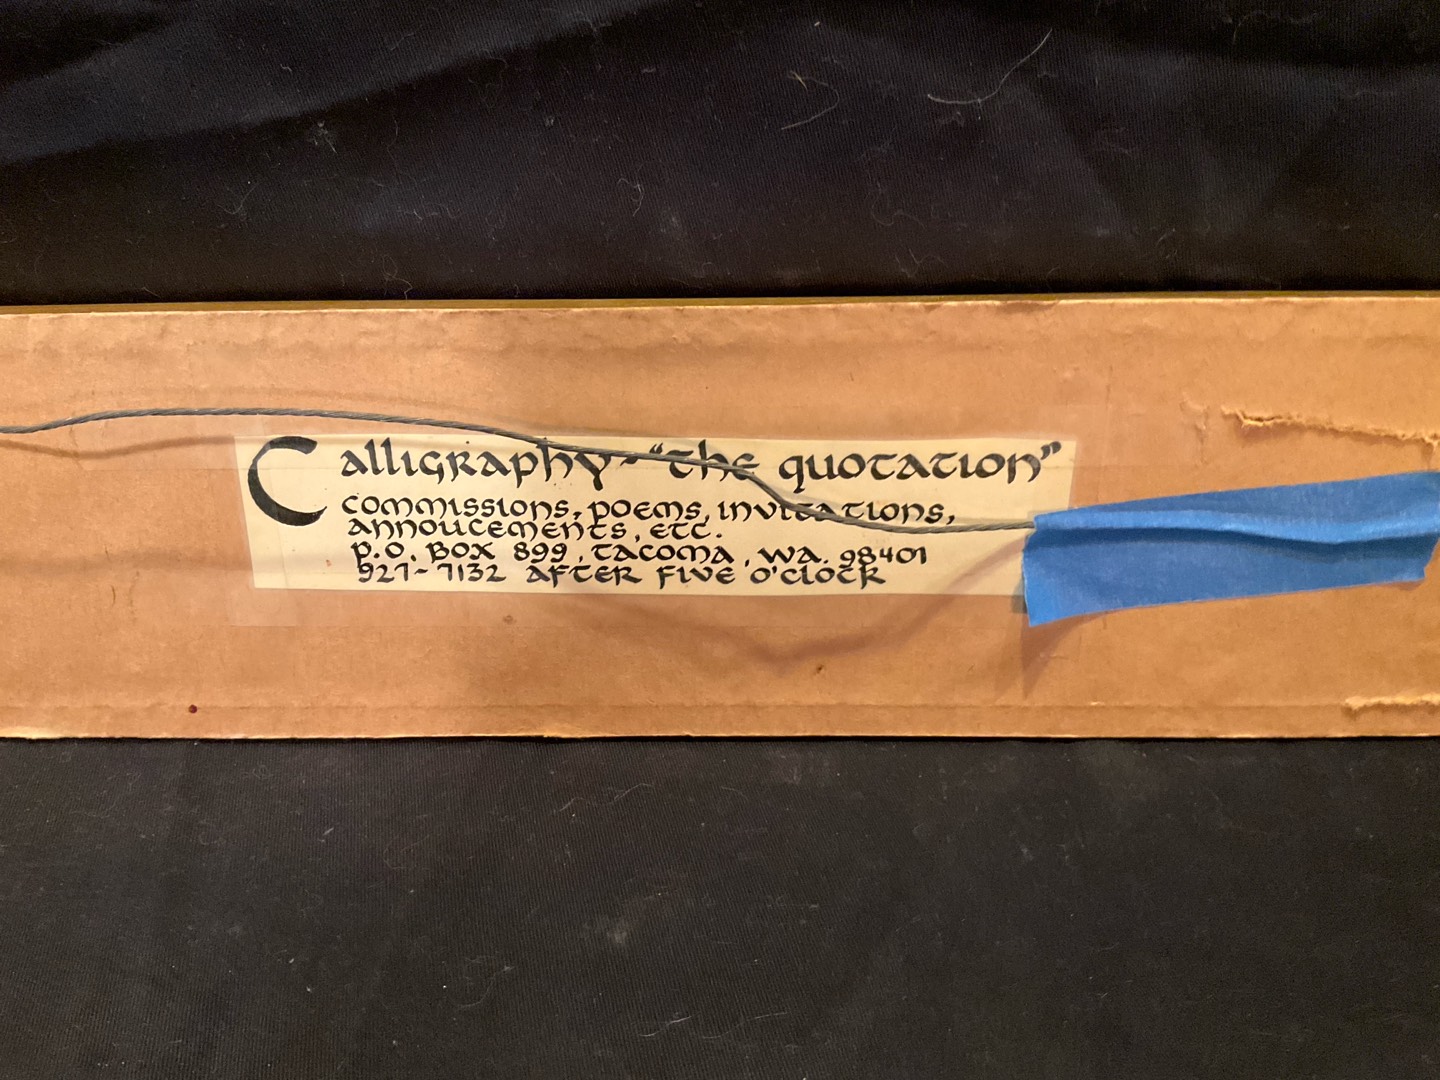 Calligraphy - "the quotation"
commissions, poems, invitations,
annoucements, etc.
P.O. Box 899, Tacoma, WA. 98401
927-7132 after five o'clock